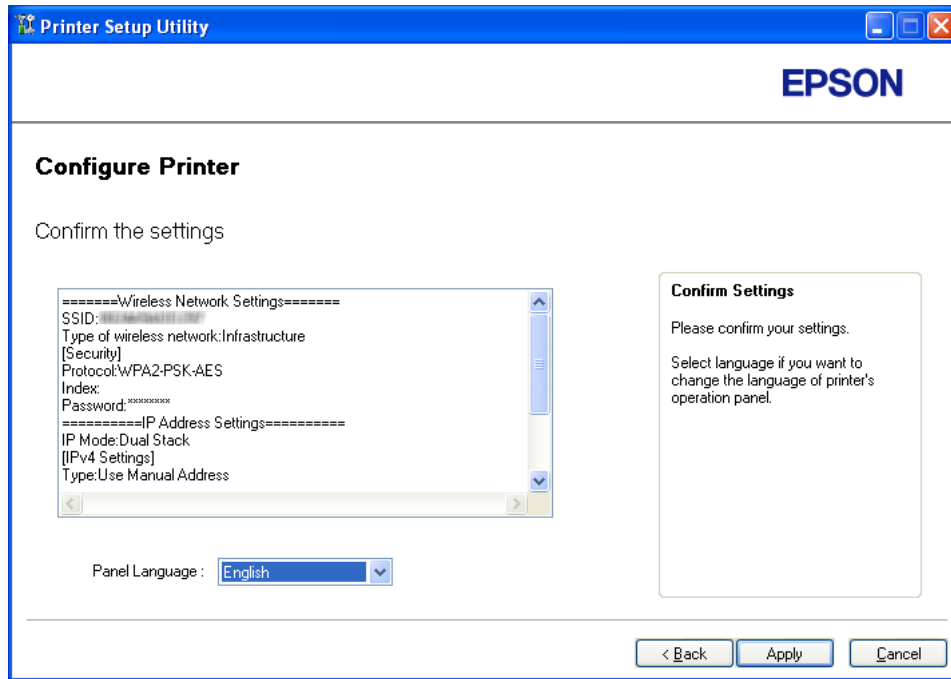 Printer Setup Utility
EPSON
Configure Printer
Confirm the settings
=======Wireless Network Settings=======
SSID:
Type of wireless network:Infrastructure
[Security]
Protocol:WPA2-PSK-AES
Index:
Password:********
==========IP Address Settings==========
IP Mode:Dual Stack
[IPv4 Settings]
Type:Use Manual Address
Confirm Settings
Please confirm your settings.
Select language if you want to
change the language of printer's
operation panel.
Panel Language :
English
< Back
Apply
Cancel